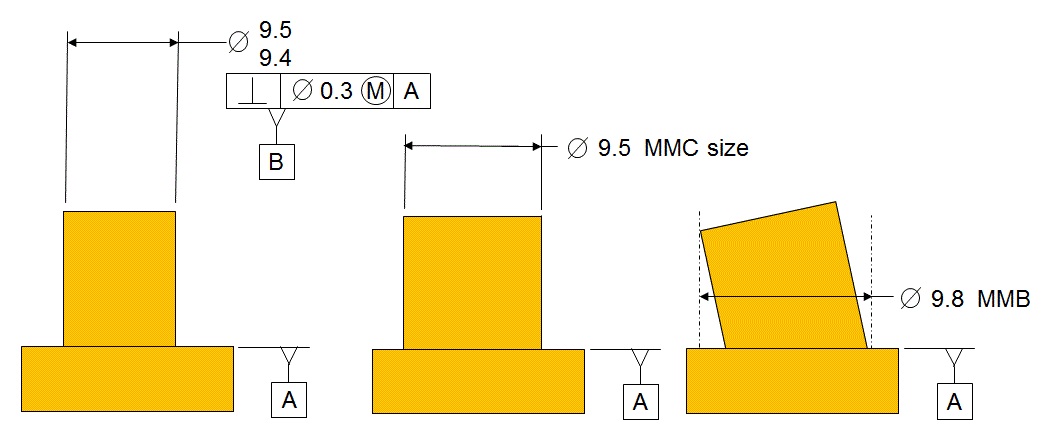 ⌀ 9.5
9.4
⊥ ⌀ 0.3 Ⓜ A
B
⌀ 9.5 MMC size
⌀ 9.8 MMB
A
A
A